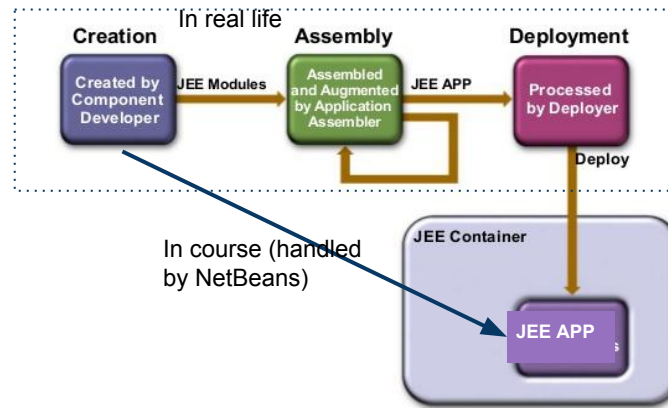 In real life
Creation
Assembly
Deployment
Created by
Component
Developer
JEE Modules
Assembled
and Augmented
by Application
Assembler
JEE APP
Processed
by Deployer
Deploy
In course (handled
by NetBeans)
JEE Container
JEE APP